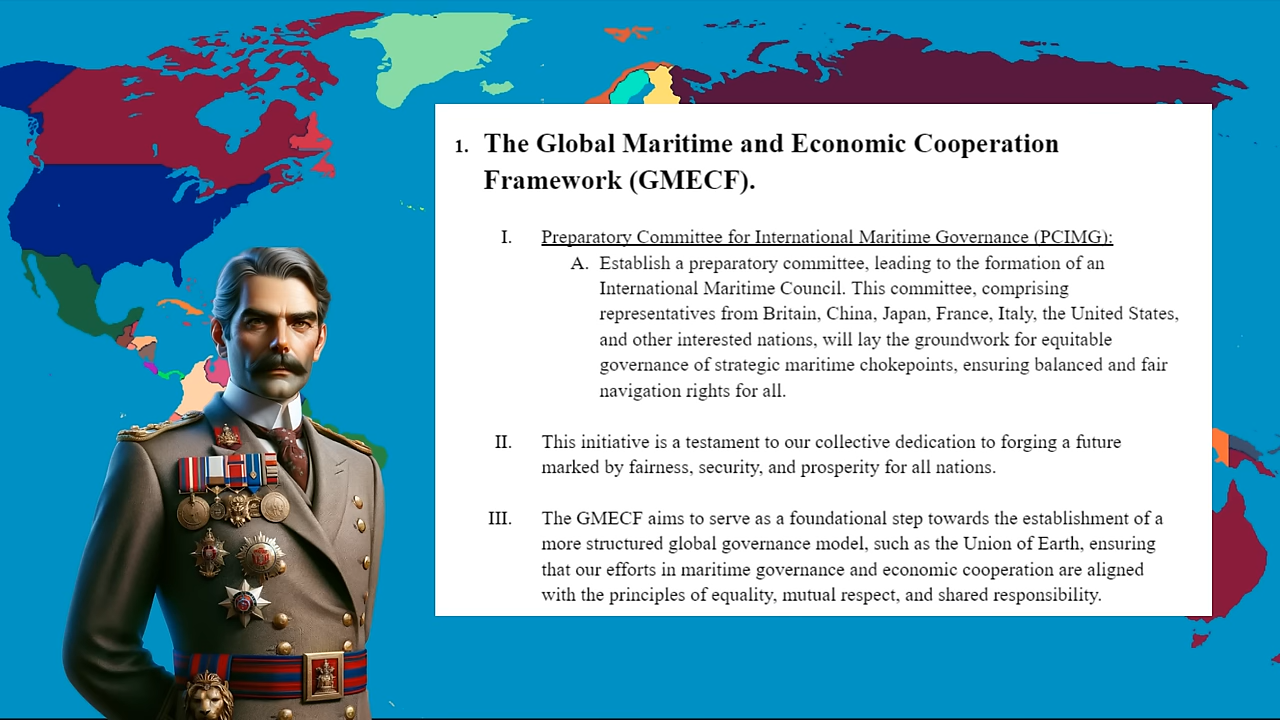 1. The Global Maritime and Economic Cooperation
Framework (GMECF).
I. Preparatory Committee for International Maritime Governance (PCIMG):
A. Establish a preparatory committee, leading to the formation of an
International Maritime Council. This committee, comprising
representatives from Britain, China, Japan, France, Italy, the United States,
and other interested nations, will lay the groundwork for equitable
governance of strategic maritime chokepoints, ensuring balanced and fair
navigation rights for all.
II. This initiative is a testament to our collective dedication to forging a future
marked by fairness, security, and prosperity for all nations.
III. The GMECF aims to serve as a foundational step towards the establishment of a
more structured global governance model, such as the Union of Earth, ensuring
that our efforts in maritime governance and economic cooperation are aligned
with the principles of equality, mutual respect, and shared responsibility.